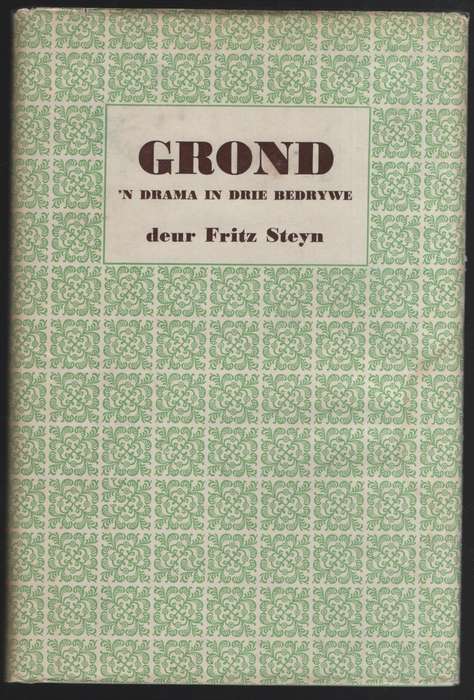 GROND
'N DRAMA IN DRIE BEDRYWE
deur Fritz Steyn